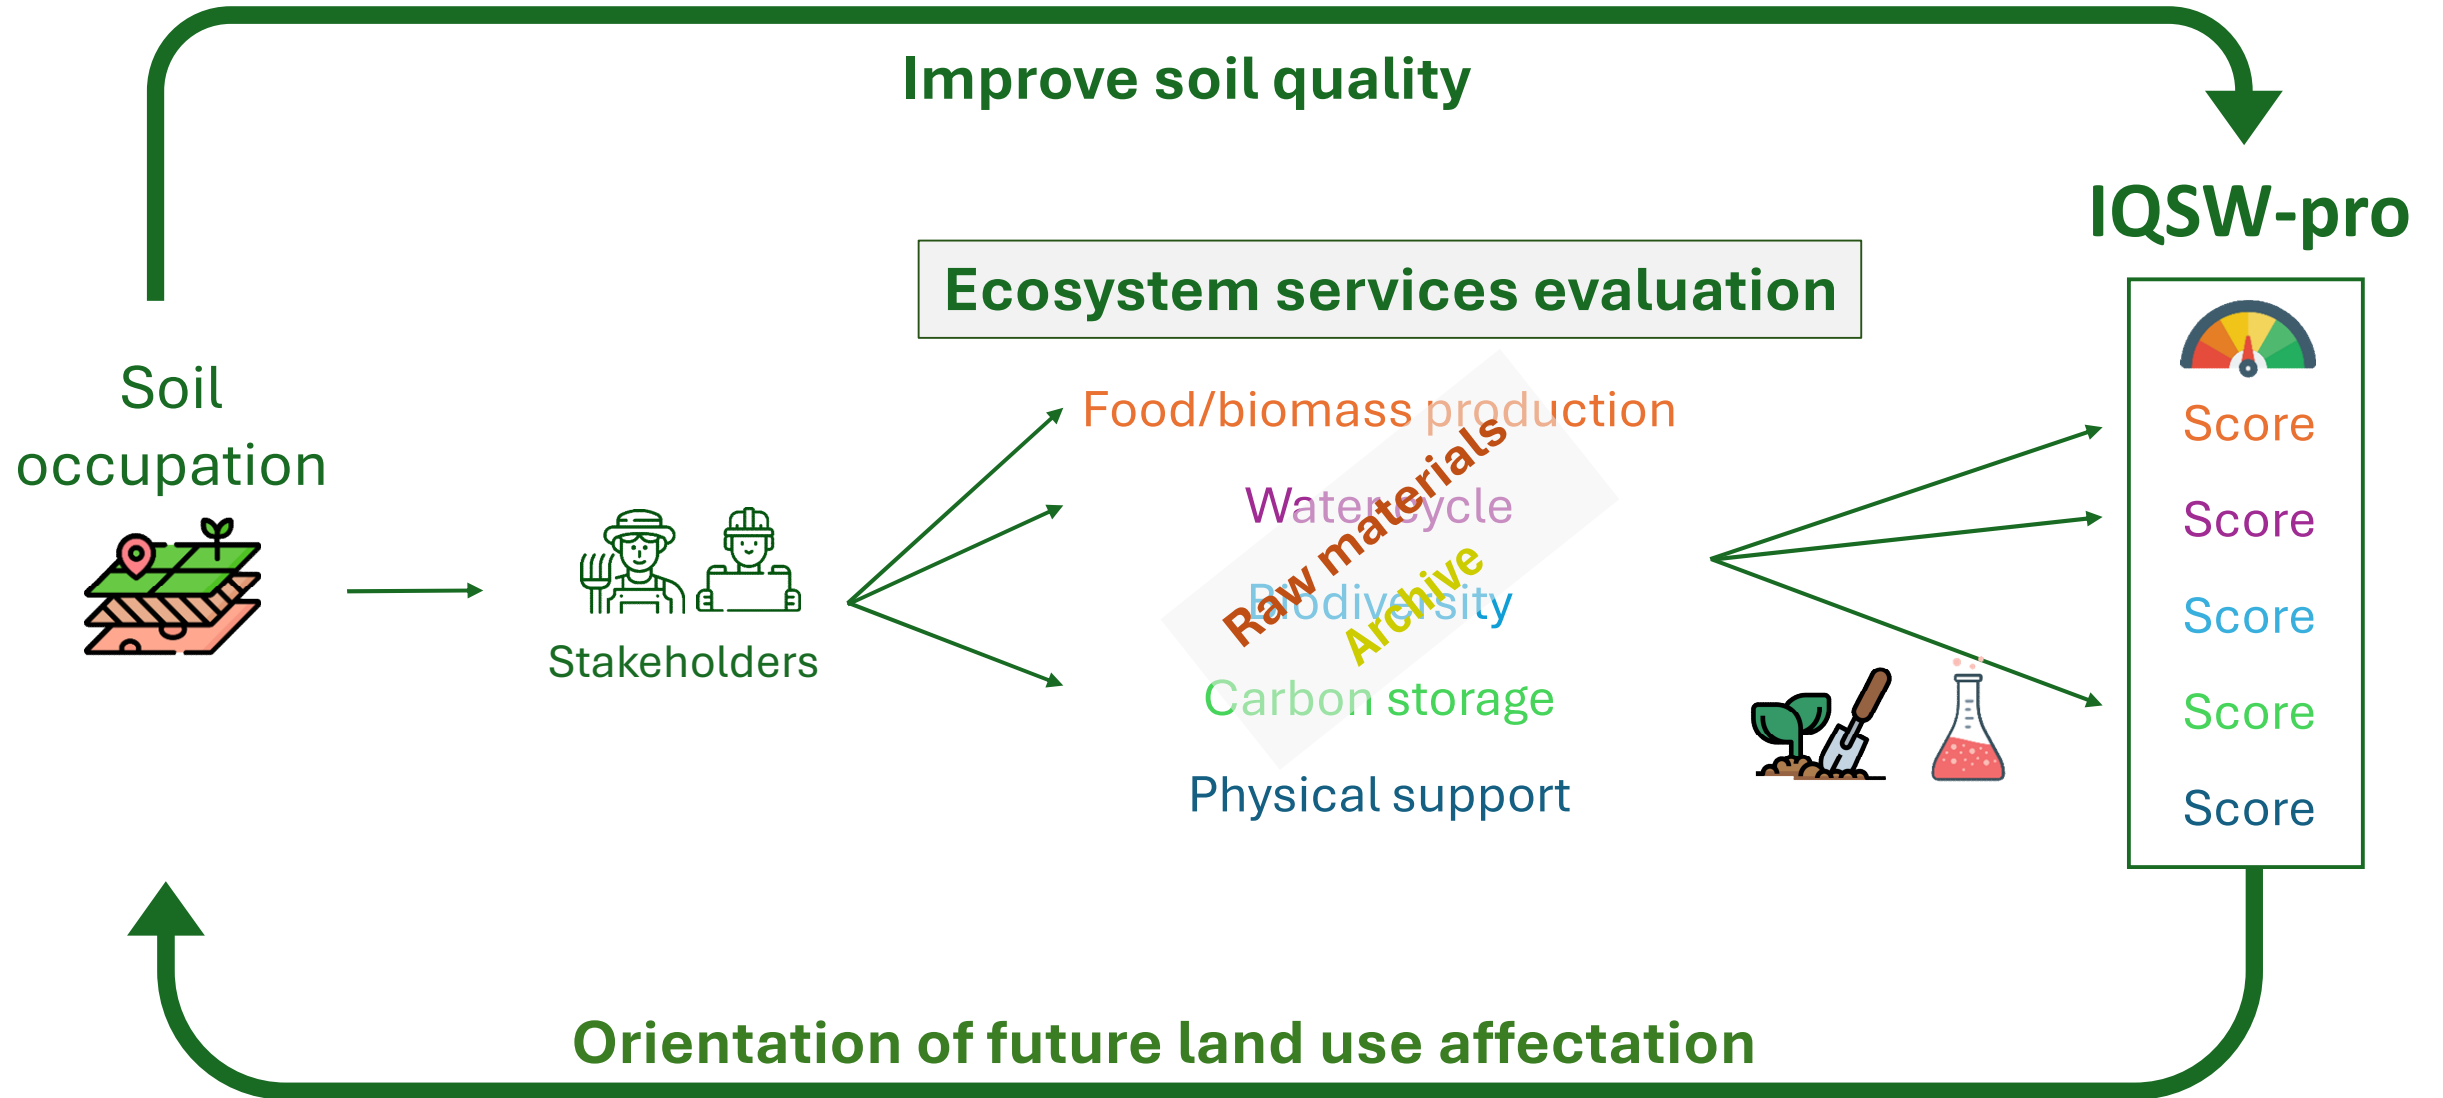 Improve soil quality
IQSW-pro
Ecosystem services evaluation
Soil
occupation
Stakeholders
Food/biomass production
Water cycle
Biodiversity
Carbon storage
Physical support
Raw materials
Archive
Score
Score
Score
Score
Score
Orientation of future land use affectation